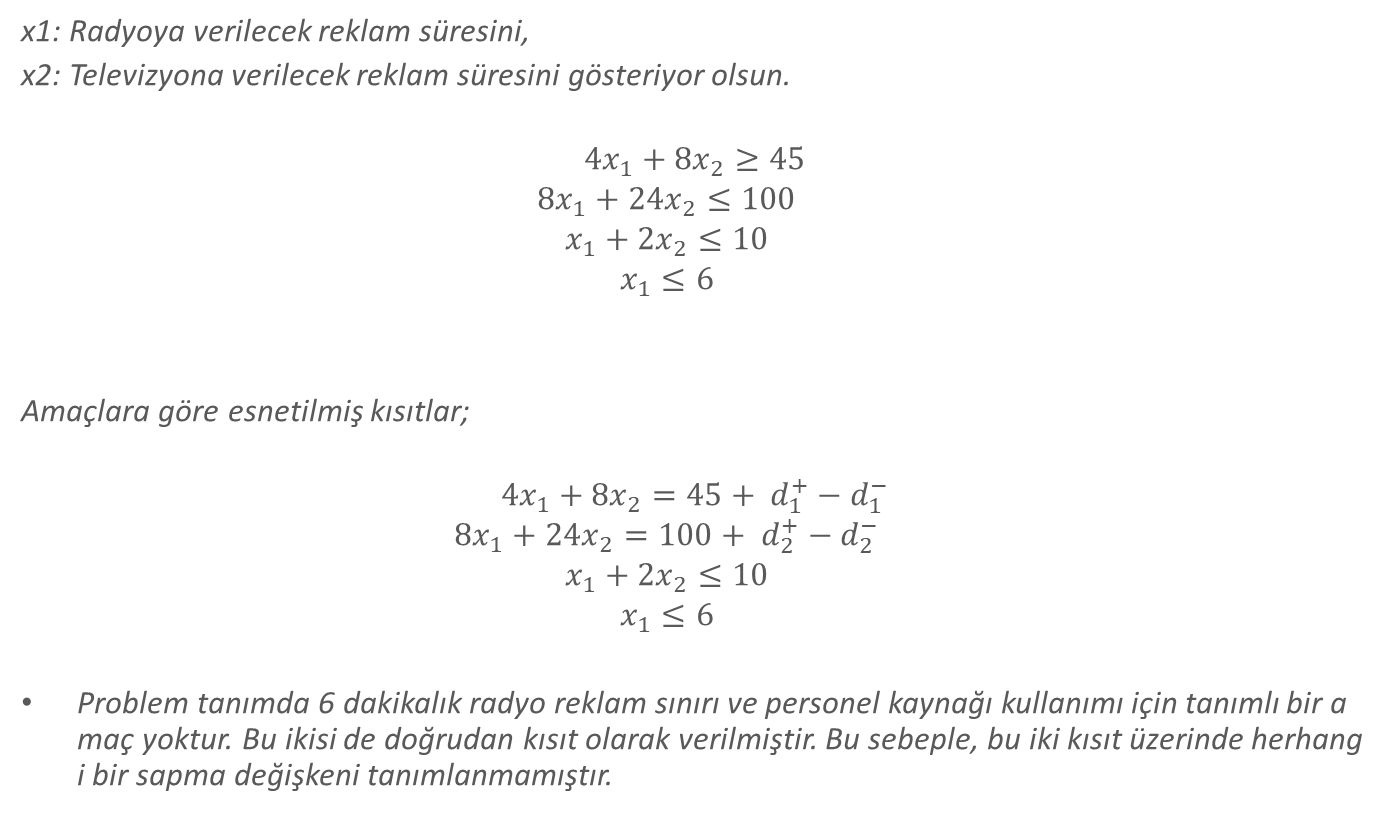 x1: Radyoya verilecek reklam süresini,
x2: Televizyona verilecek reklam süresini gösteriyor olsun.
4x₁ + 8x₂ ≥ 45
8x₁ + 24x₂ ≤ 100
x₁ + 2x₂ ≤ 10
x₁ ≤ 6
Amaçlara göre esnetilmiş kısıtlar;
4x₁ + 8x₂ = 45 + d₁⁺ − d₁⁻
8x₁ + 24x₂ = 100 + d₂⁺ − d₂⁻
x₁ + 2x₂ ≤ 10
x₁ ≤ 6
• Problem tanımda 6 dakikalık radyo reklam sınırı ve personel kaynağı kullanımı için tanımlı bir a
maç yoktur. Bu ikisi de doğrudan kısıt olarak verilmiştir. Bu sebeple, bu iki kısıt üzerinde herhang
i bir sapma değişkeni tanımlanmamıştır.